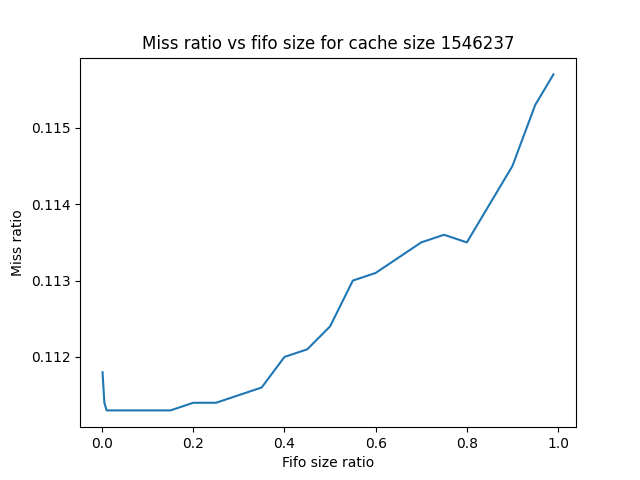 Miss ratio vs fifo size for cache size 1546237
0.115
0.114
0.113
0.112
Miss ratio
0.0 0.2 0.4 0.6 0.8 1.0
Fifo size ratio